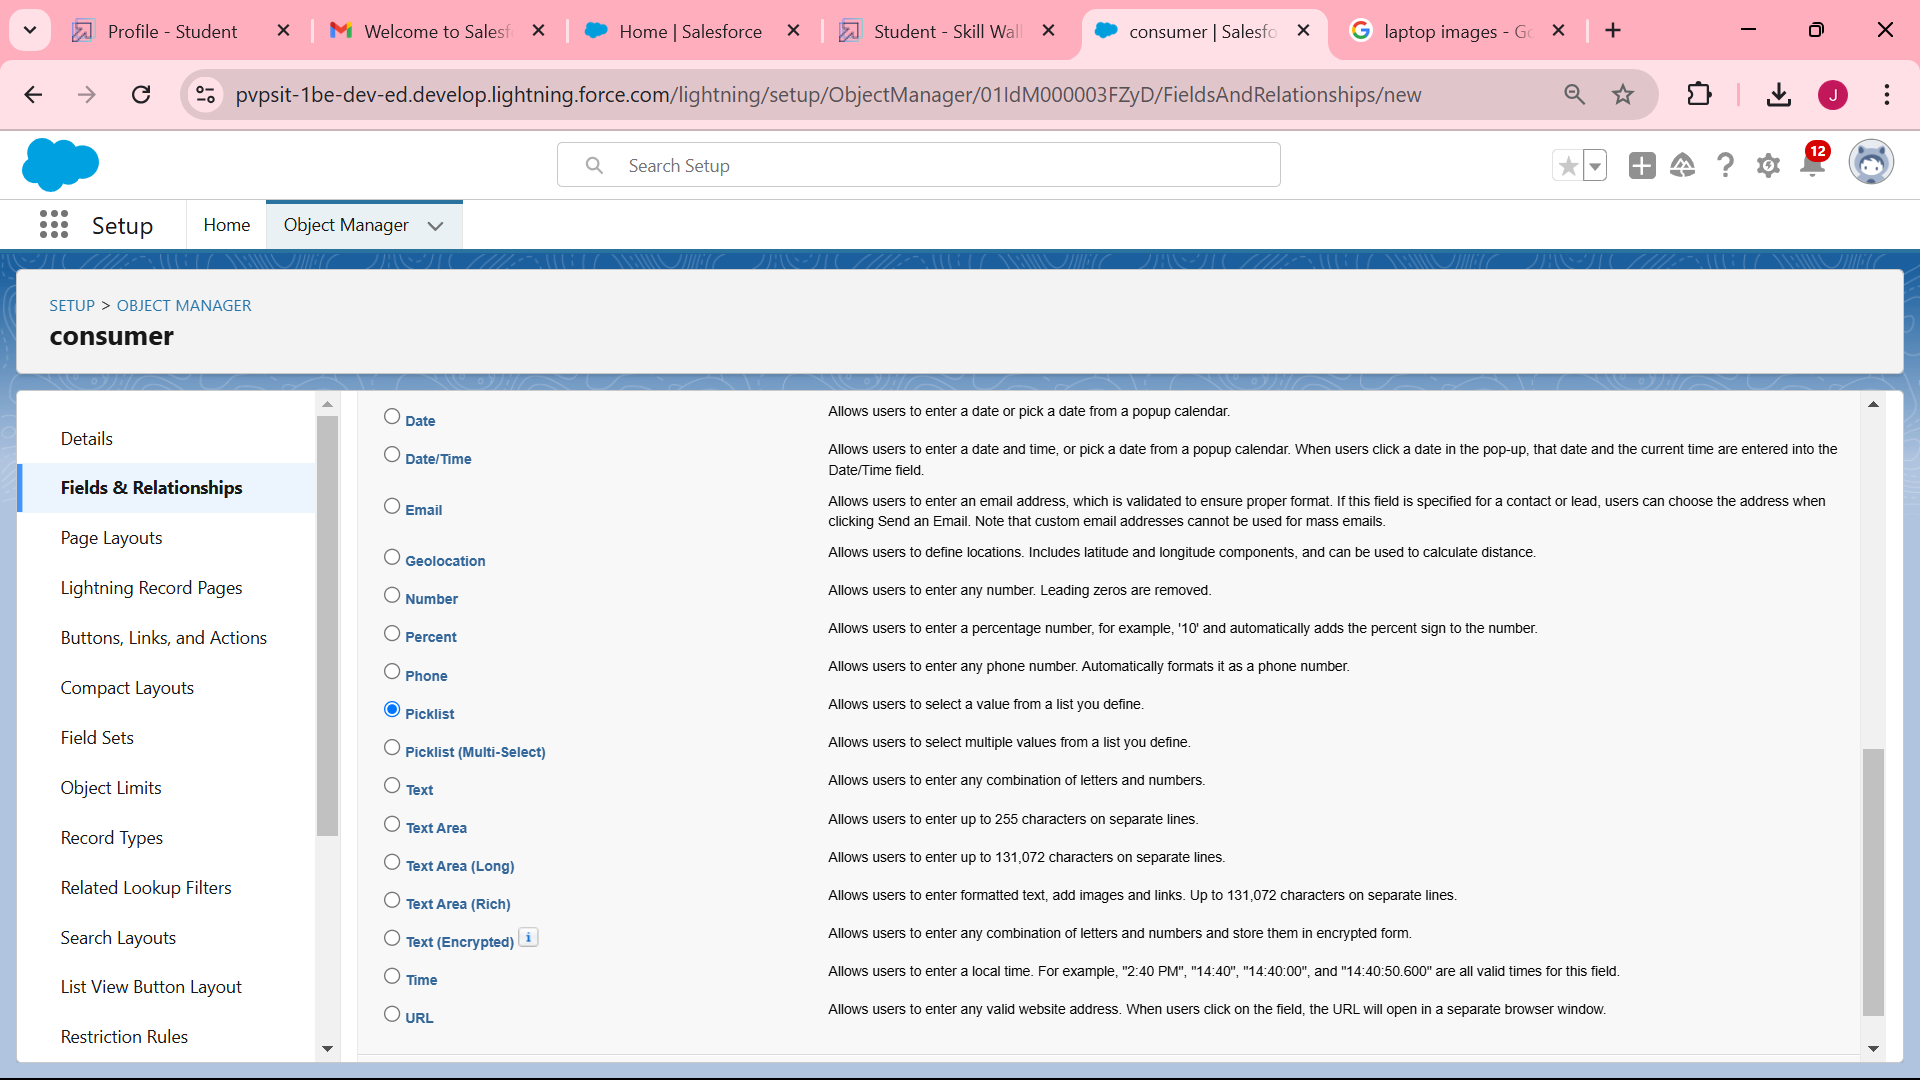 Profile - Student
Welcome to Salesf
Home | Salesforce
Student - Skill Wall
consumer | Salesfo
laptop images - Go
pvpsit-1be-dev-ed.develop.lightning.force.com/lightning/setup/ObjectManager/01IdM000003FZyD/FieldsAndRelationships/new
J
Search Setup
12
Setup
Home
Object Manager
SETUP > OBJECT MANAGER
consumer
Details
Fields & Relationships
Page Layouts
Lightning Record Pages
Buttons, Links, and Actions
Compact Layouts
Field Sets
Object Limits
Record Types
Related Lookup Filters
Search Layouts
List View Button Layout
Restriction Rules
Date
Allows users to enter a date or pick a date from a popup calendar.
Date/Time
Allows users to enter a date and time, or pick a date from a popup calendar. When users click a date in the pop-up, that date and the current time are entered into the
Date/Time field.
Email
Allows users to enter an email address, which is validated to ensure proper format. If this field is specified for a contact or lead, users can choose the address when
clicking Send an Email. Note that custom email addresses cannot be used for mass emails.
Geolocation
Allows users to define locations. Includes latitude and longitude components, and can be used to calculate distance.
Number
Allows users to enter any number. Leading zeros are removed.
Percent
Allows users to enter a percentage number, for example, '10' and automatically adds the percent sign to the number.
Phone
Allows users to enter any phone number. Automatically formats it as a phone number.
Picklist
Allows users to select a value from a list you define.
Picklist (Multi-Select)
Allows users to select multiple values from a list you define.
Text
Allows users to enter any combination of letters and numbers.
Text Area
Allows users to enter up to 255 characters on separate lines.
Text Area (Long)
Allows users to enter up to 131,072 characters on separate lines.
Text Area (Rich)
Allows users to enter formatted text, add images and links. Up to 131,072 characters on separate lines.
Text (Encrypted) i
Allows users to enter any combination of letters and numbers and store them in encrypted form.
Time
Allows users to enter a local time. For example, "2:40 PM", "14:40", "14:40:00", and "14:40:50.600" are all valid times for this field.
URL
Allows users to enter any valid website address. When users click on the field, the URL will open in a separate browser window.